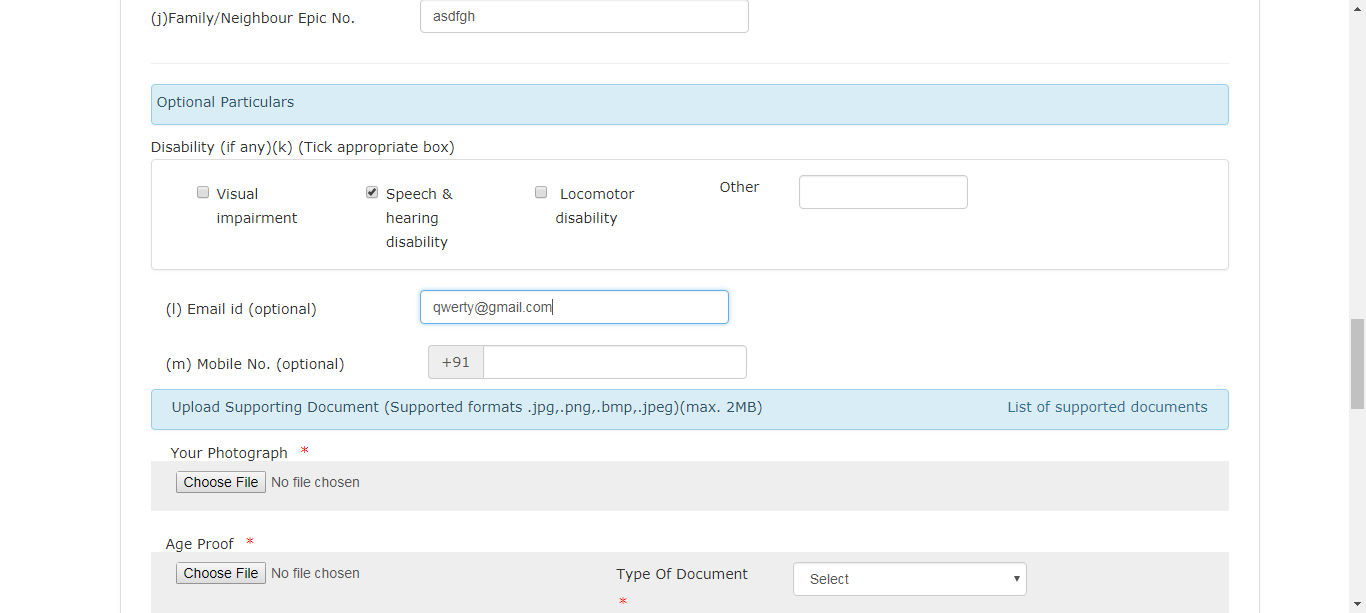 (j)Family/Neighbour Epic No. asdfgh
Optional Particulars
Disability (if any)(k) (Tick appropriate box)
Visual impairment
Speech & hearing disability
Locomotor disability
Other
(l) Email id (optional) qwerty@gmail.com
(m) Mobile No. (optional) +91
Upload Supporting Document (Supported formats .jpg,.png,.bmp,.jpeg)(max. 2MB) List of supported documents
Your Photograph *
Choose File No file chosen
Age Proof *
Choose File No file chosen Type Of Document Select
*